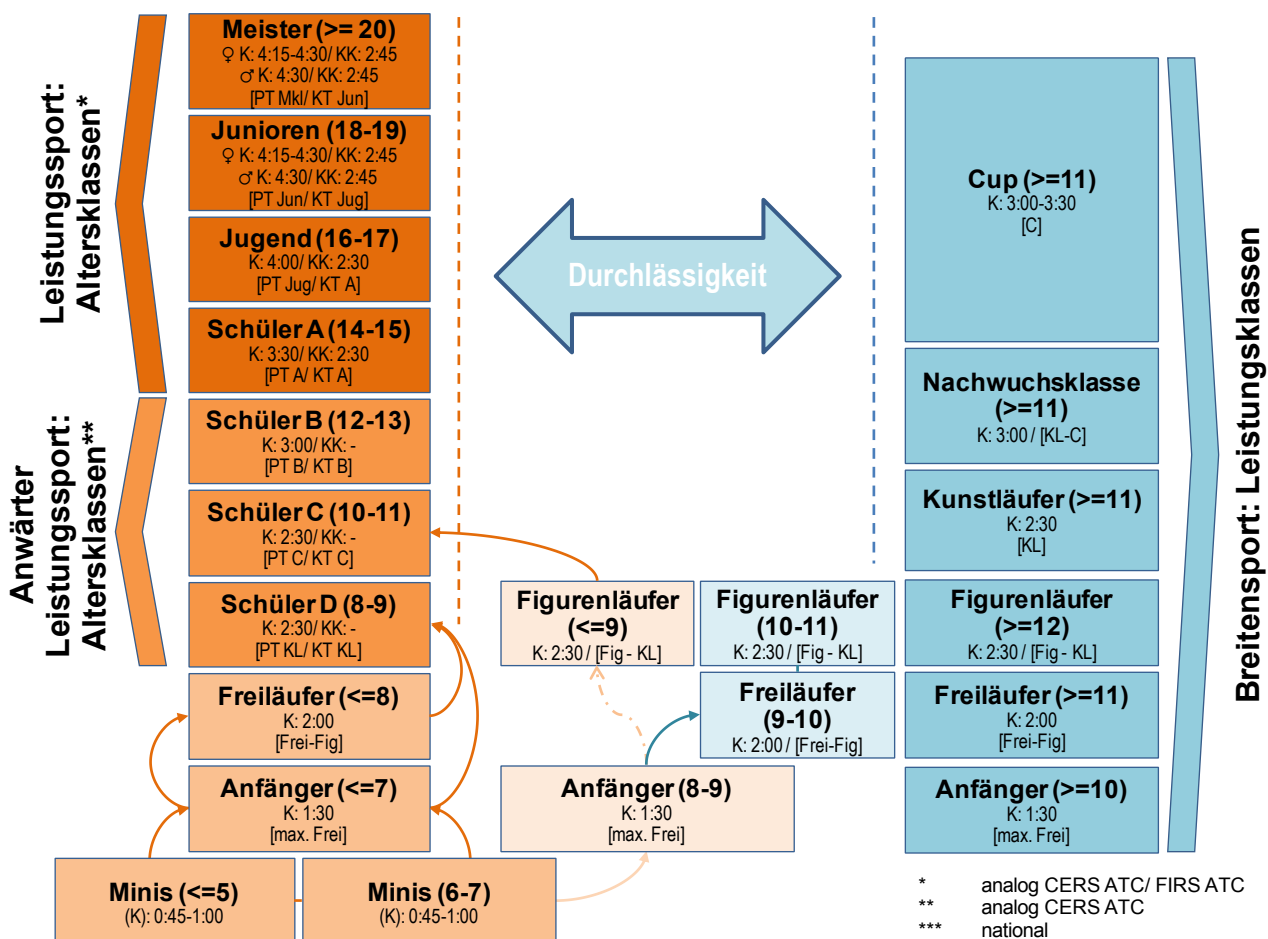 Leistungssport:
Altersklassen*
Anwärter
Leistungssport:
Altersklassen**
Meister (>= 20)
♀ K: 4:15-4:30/ KK: 2:45
♂ K: 4:30/ KK: 2:45
[PT Mkl/ KT Jun]
Junioren (18-19)
♀ K: 4:15-4:30/ KK: 2:45
♂ K: 4:30/ KK: 2:45
[PT Jun/ KT Jug]
Jugend (16-17)
K: 4:00/ KK: 2:30
[PT Jug/ KT A]
Schüler A (14-15)
K: 3:30/ KK: 2:30
[PT A/ KT A]
Schüler B (12-13)
K: 3:00/ KK: -
[PT B/ KT B]
Schüler C (10-11)
K: 2:30/ KK: -
[PT C/ KT C]
Schüler D (8-9)
K: 2:30/ KK: -
[PT KL/ KT KL]
Freiläufer (<=8)
K: 2:00
[Frei-Fig]
Anfänger (<=7)
K: 1:30
[max. Frei]
Minis (<=5)
(K): 0:45-1:00
Minis (6-7)
(K): 0:45-1:00
Durchlässigkeit
Figurenläufer
(<=9)
K: 2:30 / [Fig - KL]
Figurenläufer
(10-11)
K: 2:30 / [Fig - KL]
Freiläufer
(9-10)
K: 2:00 / [Frei-Fig]
Anfänger (8-9)
K: 1:30
[max. Frei]
Cup (>=11)
K: 3:00-3:30
[C]
Nachwuchsklasse
(>=11)
K: 3:00 / [KL-C]
Kunstläufer (>=11)
K: 2:30
[KL]
Figurenläufer
(>=12)
K: 2:30 / [Fig - KL]
Freiläufer (>=11)
K: 2:00
[Frei-Fig]
Anfänger (>=10)
K: 1:30
[max. Frei]
Breitensport: Leistungsklassen
* analog CERS ATC/ FIRS ATC
** analog CERS ATC
*** national